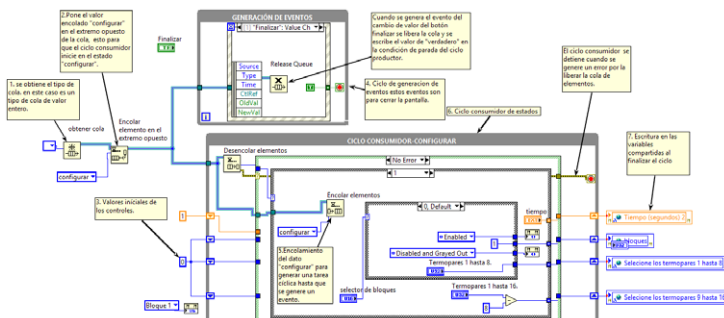 2.Pone el valor
encolado "configurar"
en el extremo opuesto
de la cola, esto para
que el ciclo consumidor
inicie en el estado
"configurar".
1. se obtiene el tipo de
cola. en este caso es un
tipo de cola de valor
entero.
obtener cola
Encolar
elemento en el
extremo opuesto
configurar
Finalizar
GENERACIÓN DE EVENTOS
[1] "Finalizar": Value Ch
Source
Type
Time
CtlRef
OldVal
NewVal
Release Queue
Cuando se genera el evento del
cambio de valor del botón
finalizar se libera la cola y se
escribe el valor de "verdadero" en
la condición de parada del ciclo
productor.
4. Ciclo de generación de
eventos estos eventos son
para cerrar la pantalla.
6. Ciclo consumidor de estados
El ciclo consumidor se
detiene cuando se
genere un error por la
liberar la cola de
elementos.
7. Escritura en las
variables
compartidas al
finalizar el ciclo
CICLO CONSUMIDOR-CONFIGURAR
Desencolar elementos
No Error
1
Encolar elementos
configurar
5.Encolamiento
del dato
"configurar" para
generar una tarea
cíclica hasta que
se genere un
evento.
3. Valores iniciales
de los controles.
1
0
Bloque 1
selector de bloques
0, Default
Enabled
Disabled and Grayed Out
Termopares 1 hasta 8.
Termopares 1 hasta 16.
tiempo
Tiempo (segundos) 2
bloques
Selecione los termopares 1 hasta 8
Selecione los termopares 9 hasta 16